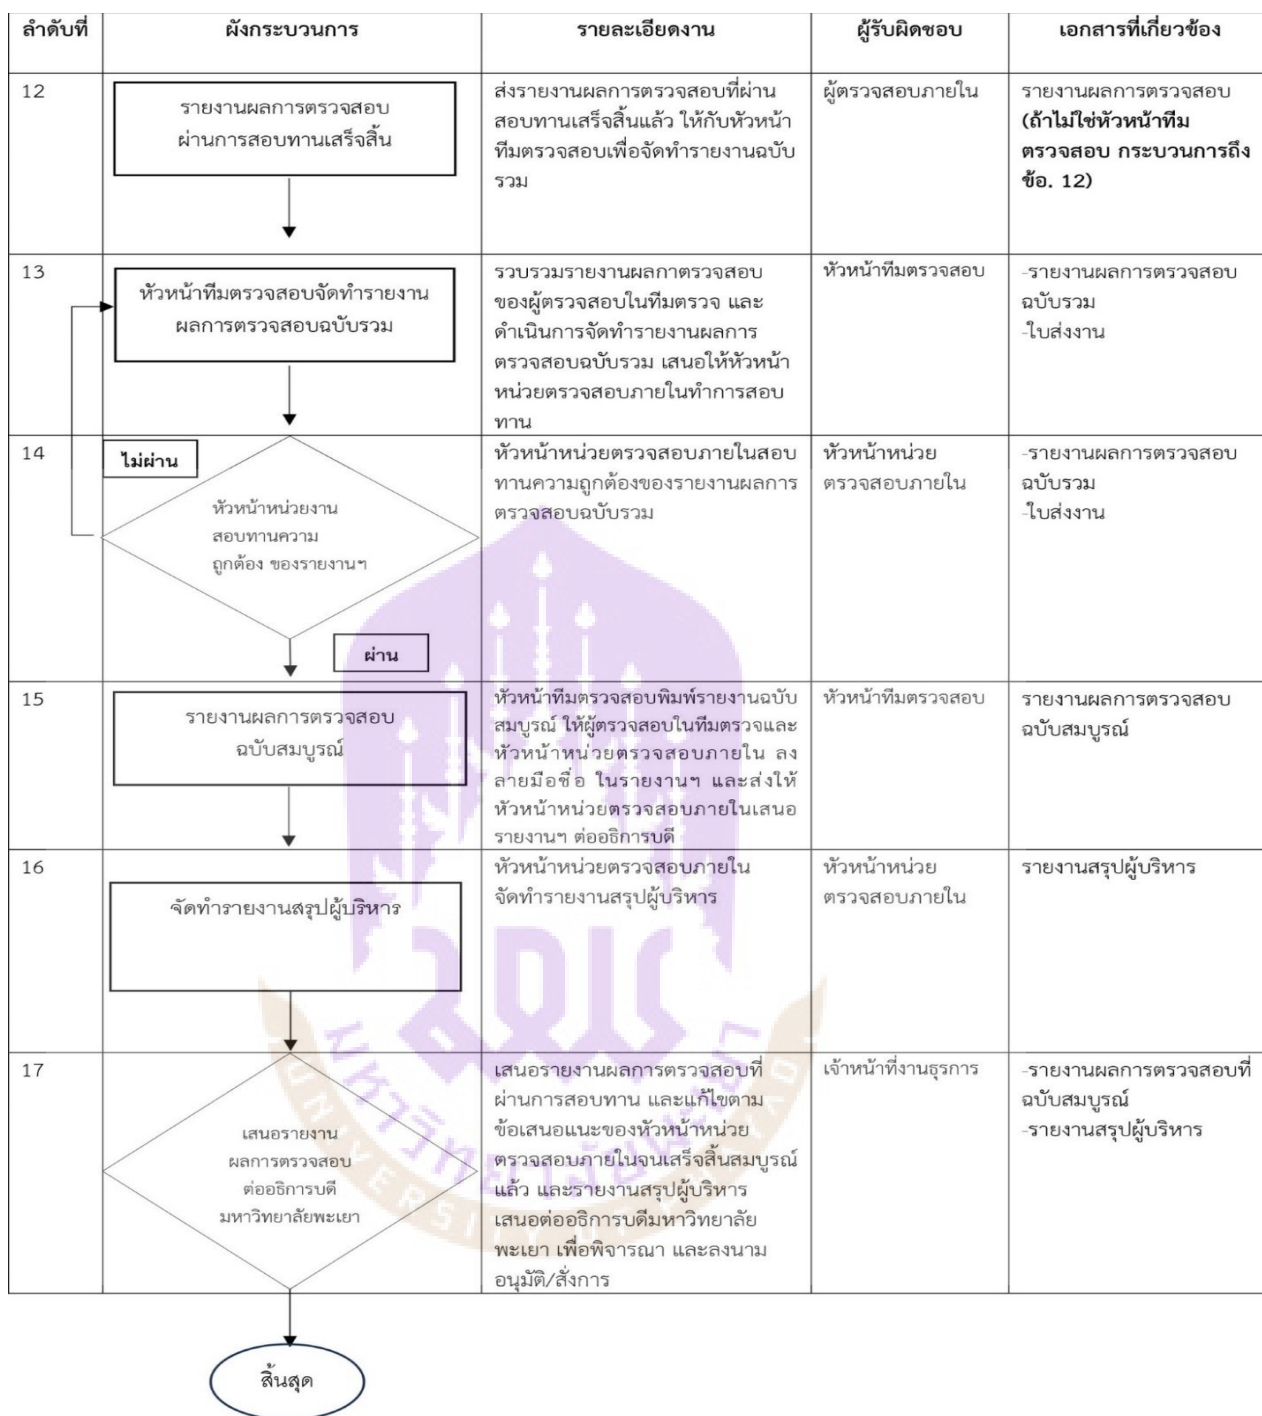 ลำดับที่ ผังกระบวนการ รายละเอียดงาน ผู้รับผิดชอบ เอกสารที่เกี่ยวข้อง
12
รายงานผลการตรวจสอบ
ผ่านการสอบทานเสร็จสิ้น
ส่งรายงานผลการตรวจสอบที่ผ่าน
สอบทานเสร็จสิ้นแล้ว ให้กับหัวหน้า
ทีมตรวจสอบเพื่อจัดทำรายงานฉบับ
รวม
ผู้ตรวจสอบภายใน
รายงานผลการตรวจสอบ
(ถ้าไม่ใช่หัวหน้าทีม
ตรวจสอบ กระบวนการถึง
ข้อ. 12)
13
หัวหน้าทีมตรวจสอบจัดทำรายงาน
ผลการตรวจสอบฉบับรวม
รวบรวมรายงานผลกาตรวจสอบ
ของผู้ตรวจสอบในทีมตรวจ และ
ดำเนินการจัดทำรายงานผลการ
ตรวจสอบฉบับรวม เสนอให้หัวหน้า
หน่วยตรวจสอบภายในทำการสอบ
ทาน
หัวหน้าทีมตรวจสอบ
-รายงานผลการตรวจสอบ
ฉบับรวม
-ใบส่งงาน
14
ไม่ผ่าน
หัวหน้าหน่วยงาน
สอบทานความ
ถูกต้อง ของรายงานฯ
ผ่าน
หัวหน้าหน่วยตรวจสอบภายในสอบ
ทานความถูกต้องของรายงานผลการ
ตรวจสอบฉบับรวม
หัวหน้าหน่วย
ตรวจสอบภายใน
-รายงานผลการตรวจสอบ
ฉบับรวม
-ใบส่งงาน
15
รายงานผลการตรวจสอบ
ฉบับสมบูรณ์
หัวหน้าทีมตรวจสอบพิมพ์รายงานฉบับ
สมบูรณ์ ให้ผู้ตรวจสอบในทีมตรวจและ
หัวหน้าหน่วยตรวจสอบภายใน ลง
ลายมือชื่อ ในรายงานฯ และส่งให้
หัวหน้าหน่วยตรวจสอบภายในเสนอ
รายงานฯ ต่ออธิการบดี
หัวหน้าทีมตรวจสอบ
รายงานผลการตรวจสอบ
ฉบับสมบูรณ์
16
จัดทำรายงานสรุปผู้บริหาร
หัวหน้าหน่วยตรวจสอบภายใน
จัดทำรายงานสรุปผู้บริหาร
หัวหน้าหน่วย
ตรวจสอบภายใน
รายงานสรุปผู้บริหาร
17
เสนอรายงาน
ผลการตรวจสอบ
ต่ออธิการบดี
มหาวิทยาลัยพะเยา
เสนอรายงานผลการตรวจสอบที่
ผ่านการสอบทาน และแก้ไขตาม
ข้อเสนอแนะของหัวหน้าหน่วย
ตรวจสอบภายในจนเสร็จสิ้นสมบูรณ์
แล้ว และรายงานสรุปผู้บริหาร
เสนอต่ออธิการบดีมหาวิทยาลัย
พะเยา เพื่อพิจารณา และลงนาม
อนุมัติ/สั่งการ
เจ้าหน้าที่งานธุรการ
-รายงานผลการตรวจสอบที่
ฉบับสมบูรณ์
-รายงานสรุปผู้บริหาร
สิ้นสุด
มหาวิทยาลัยพะเยา
UNIVERSITY OF PHAYAO